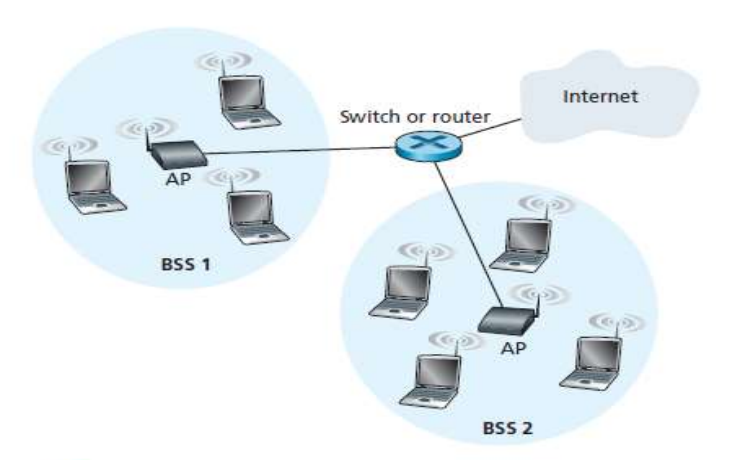 Internet
Switch or router
AP
BSS 1
AP
BSS 2